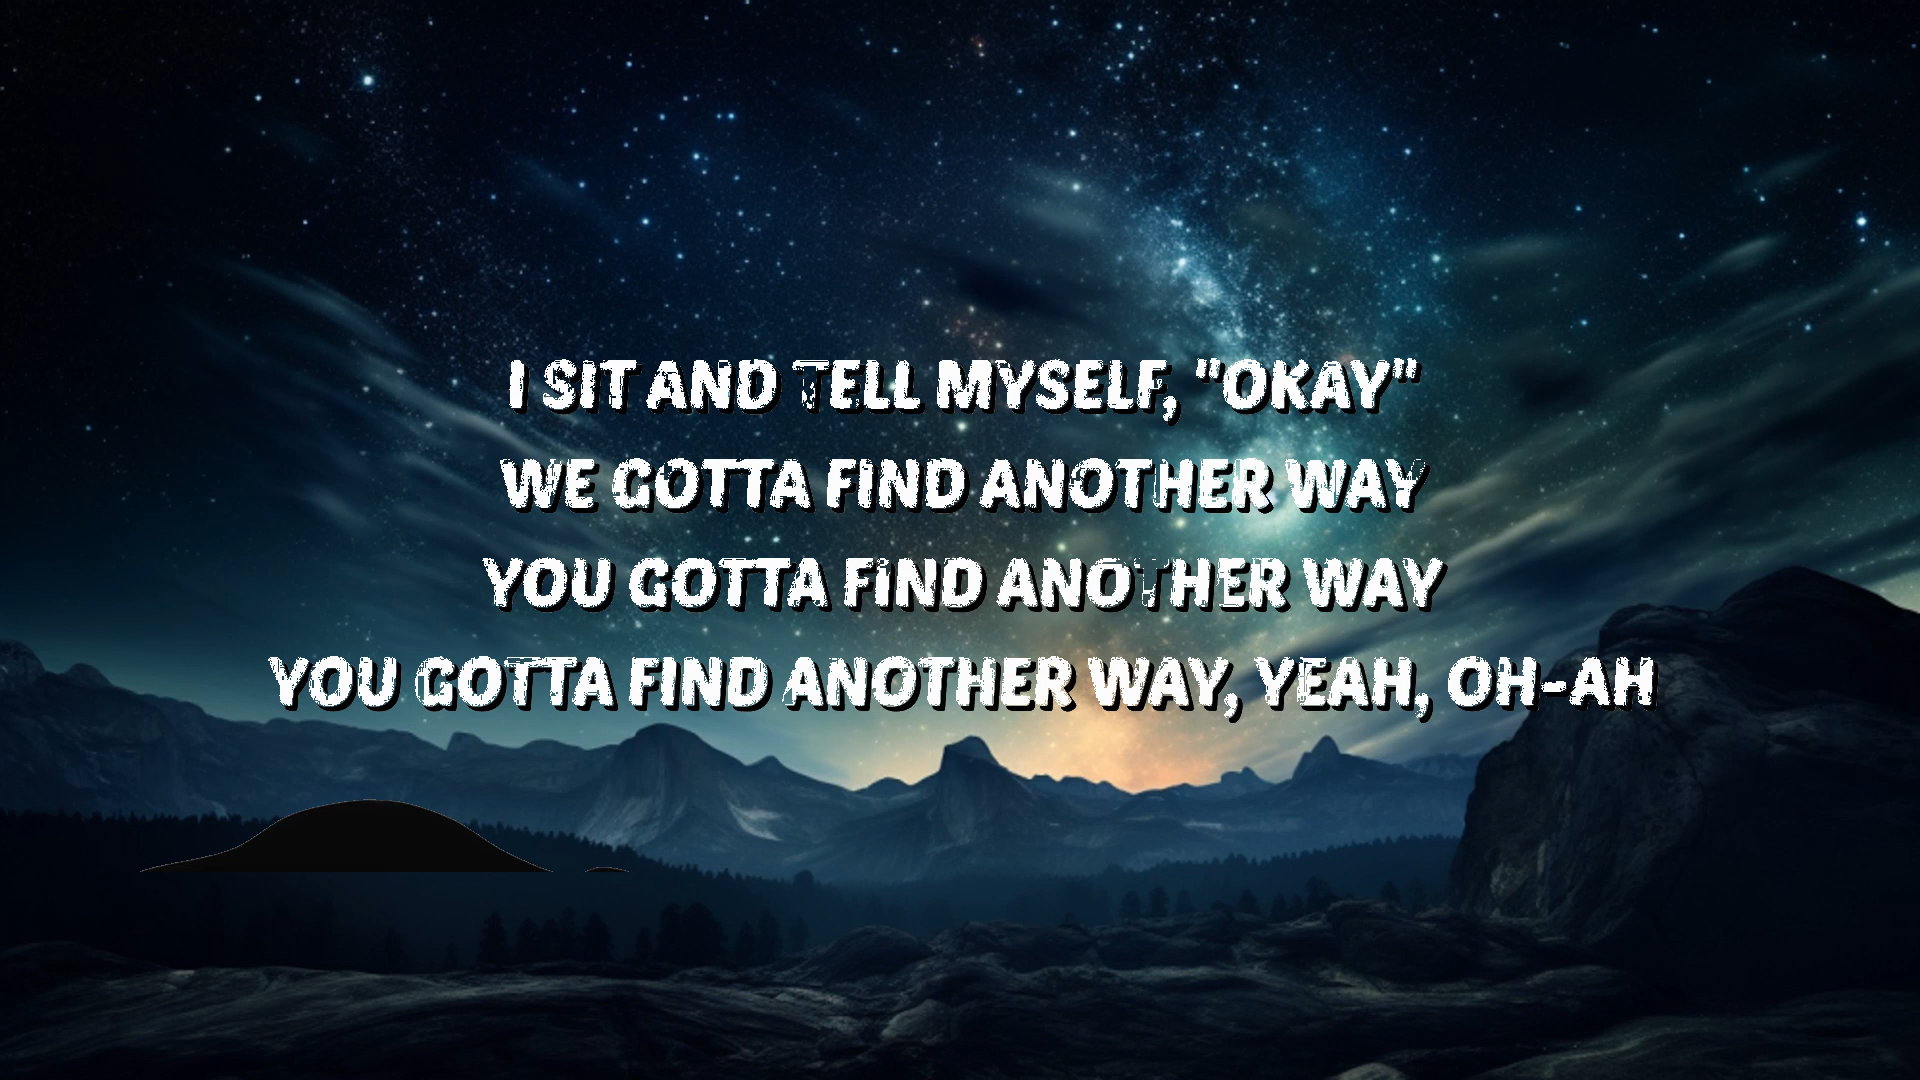 I SIT AND TELL MYSELF, "OKAY"
WE GOTTA FIND ANOTHER WAY
YOU GOTTA FIND ANOTHER WAY
YOU GOTTA FIND ANOTHER WAY, YEAH, OH-AH